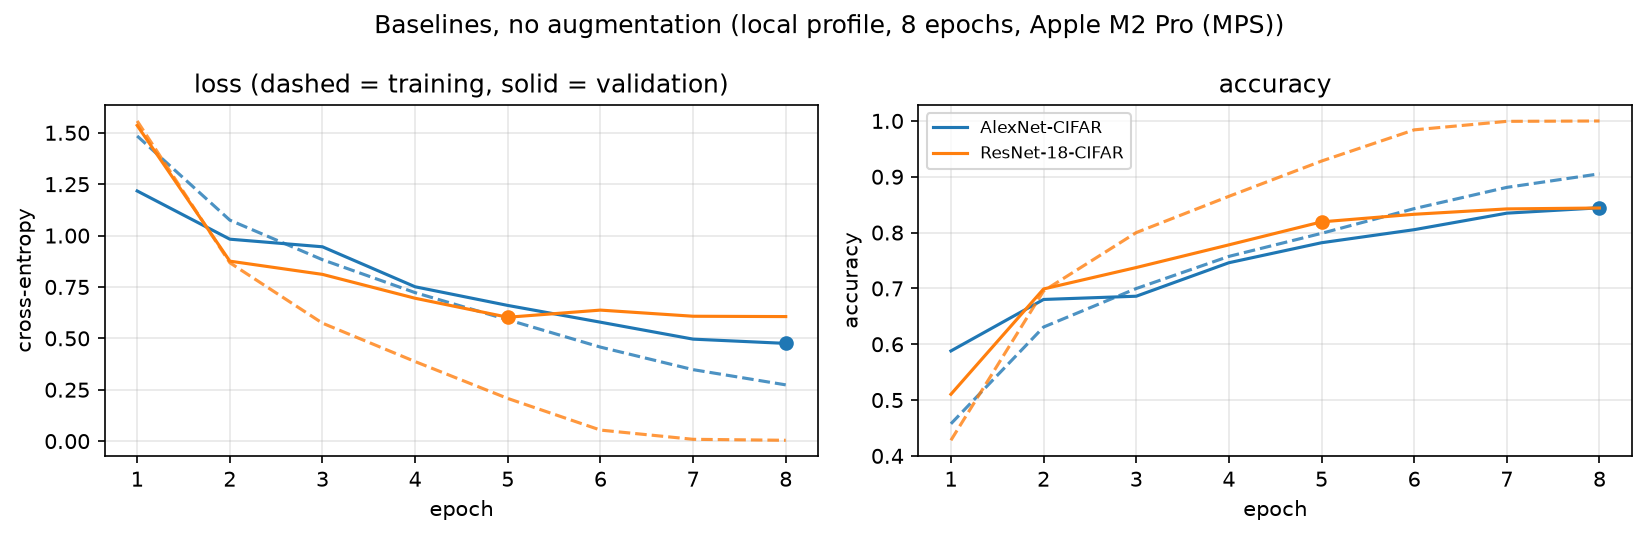 Baselines, no augmentation (local profile, 8 epochs, Apple M2 Pro (MPS))
loss (dashed = training, solid = validation)
cross-entropy
1.50
1.25
1.00
0.75
0.50
0.25
0.00
1 2 3 4 5 6 7 8
epoch
accuracy
AlexNet-CIFAR
ResNet-18-CIFAR
accuracy
1.0
0.9
0.8
0.7
0.6
0.5
0.4
1 2 3 4 5 6 7 8
epoch